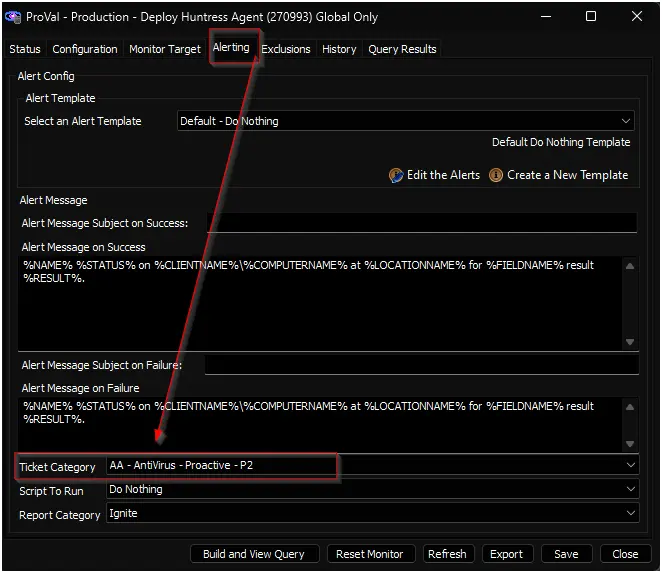 ProVal - Production - Deploy Huntress Agent (270993) Global Only
Status Configuration Monitor Target Alerting Exclusions History Query Results
Alert Config
Alert Template
Select an Alert Template Default - Do Nothing
Default Do Nothing Template
Edit the Alerts Create a New Template
Alert Message
Alert Message Subject on Success:
Alert Message on Success
%NAME% %STATUS% on %CLIENTNAME%\%COMPUTERNAME% at %LOCATIONNAME% for %FIELDNAME% result
%RESULT%.
Alert Message Subject on Failure:
Alert Message on Failure
%NAME% %STATUS% on %CLIENTNAME%\%COMPUTERNAME% at %LOCATIONNAME% for %FIELDNAME% result
%RESULT%.
Ticket Category AA - AntiVirus - Proactive - P2
Script To Run Do Nothing
Report Category Ignite
Build and View Query Reset Monitor Refresh Export Save Close